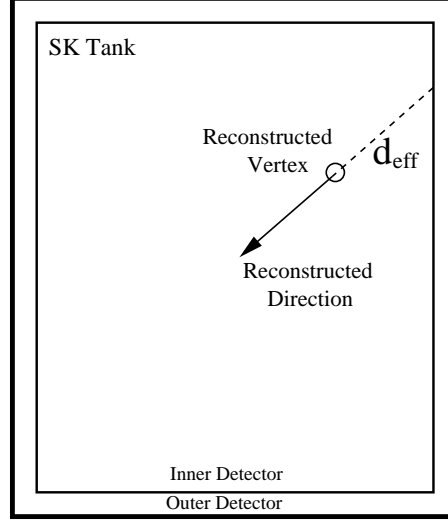 SK Tank
Reconstructed
Vertex
d_eff
Reconstructed
Direction
Inner Detector
Outer Detector